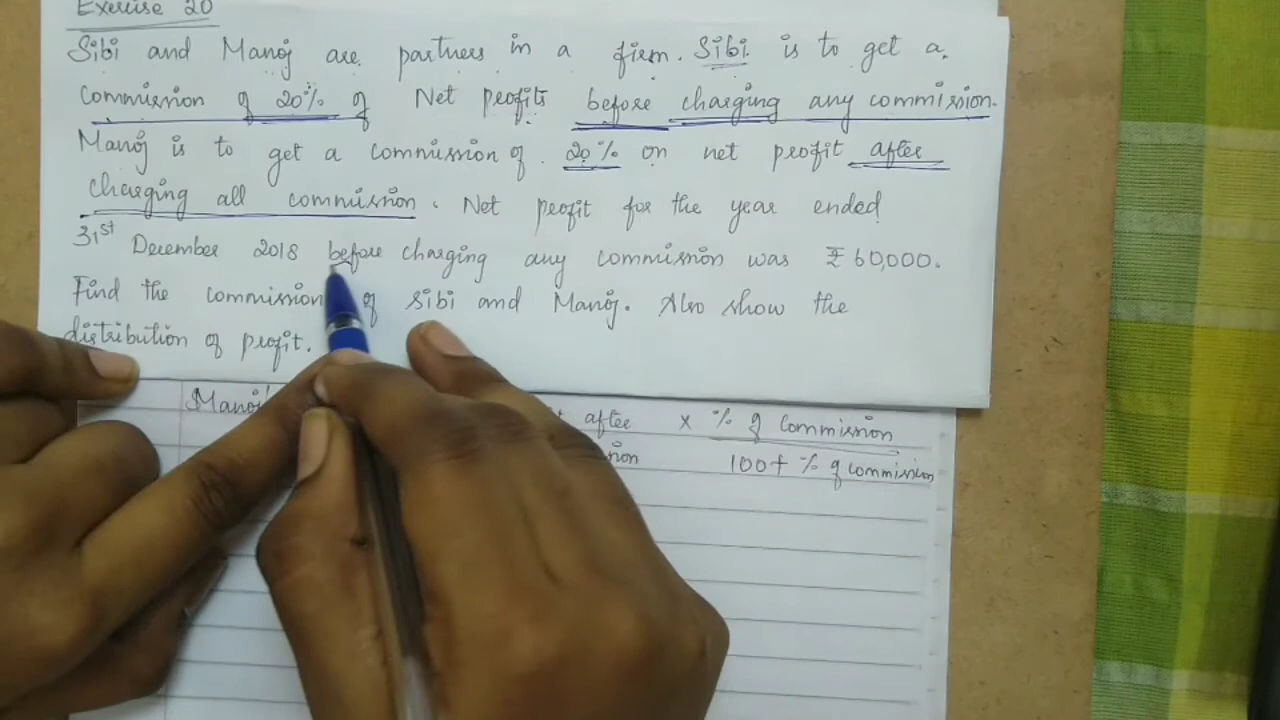 Exercise 20
Sibi and Manoj are partners in a firm. Sibi is to get a
commission of 20% of Net profits before charging any commission.
Manoj is to get a commission of 20% on net profit after
charging all commission. Net profit for the year ended
31st December 2018 before charging any commission was ₹ 60,000.
Find the commission of Sibi and Manoj. Also show the
distribution of profit.
Manoj after x % of commission
100+ % of commission